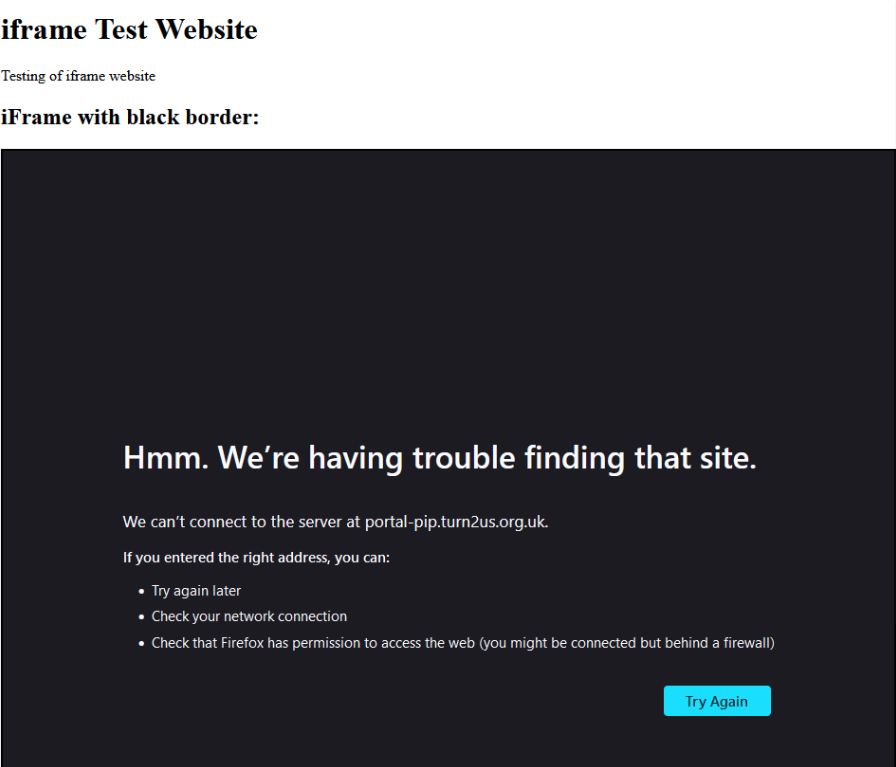 iframe Test Website
Testing of iframe website
iFrame with black border:
Hmm. We’re having trouble finding that site.
We can’t connect to the server at portal-pip.turn2us.org.uk.
If you entered the right address, you can:
• Try again later
• Check your network connection
• Check that Firefox has permission to access the web (you might be connected but behind a firewall)
Try Again